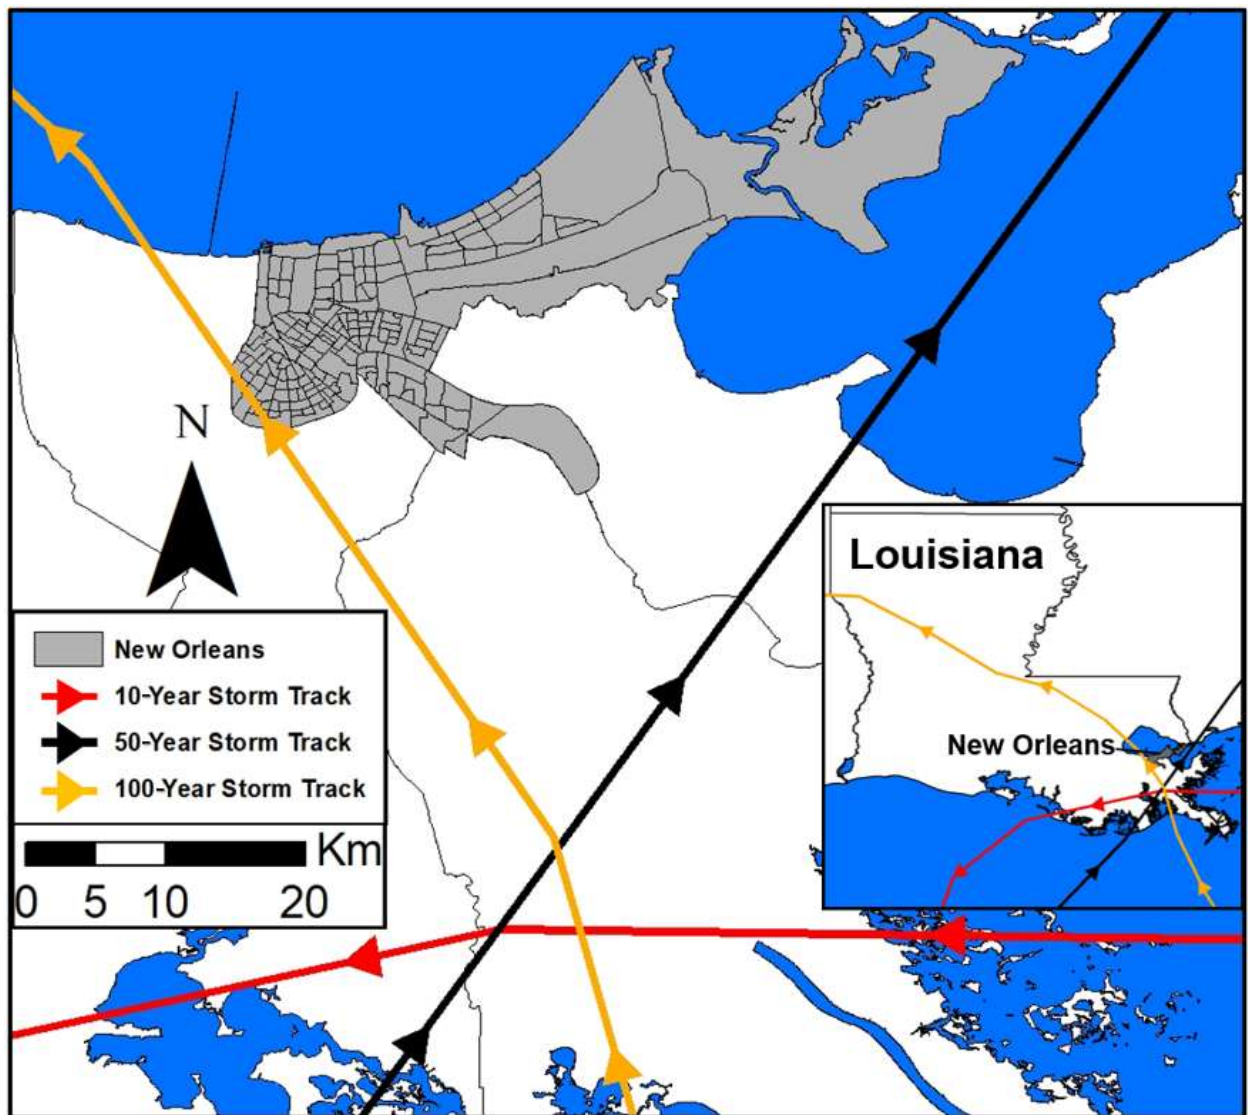 N
New Orleans
10-Year Storm Track
50-Year Storm Track
100-Year Storm Track
Km
0 5 10 20
Louisiana
New Orleans